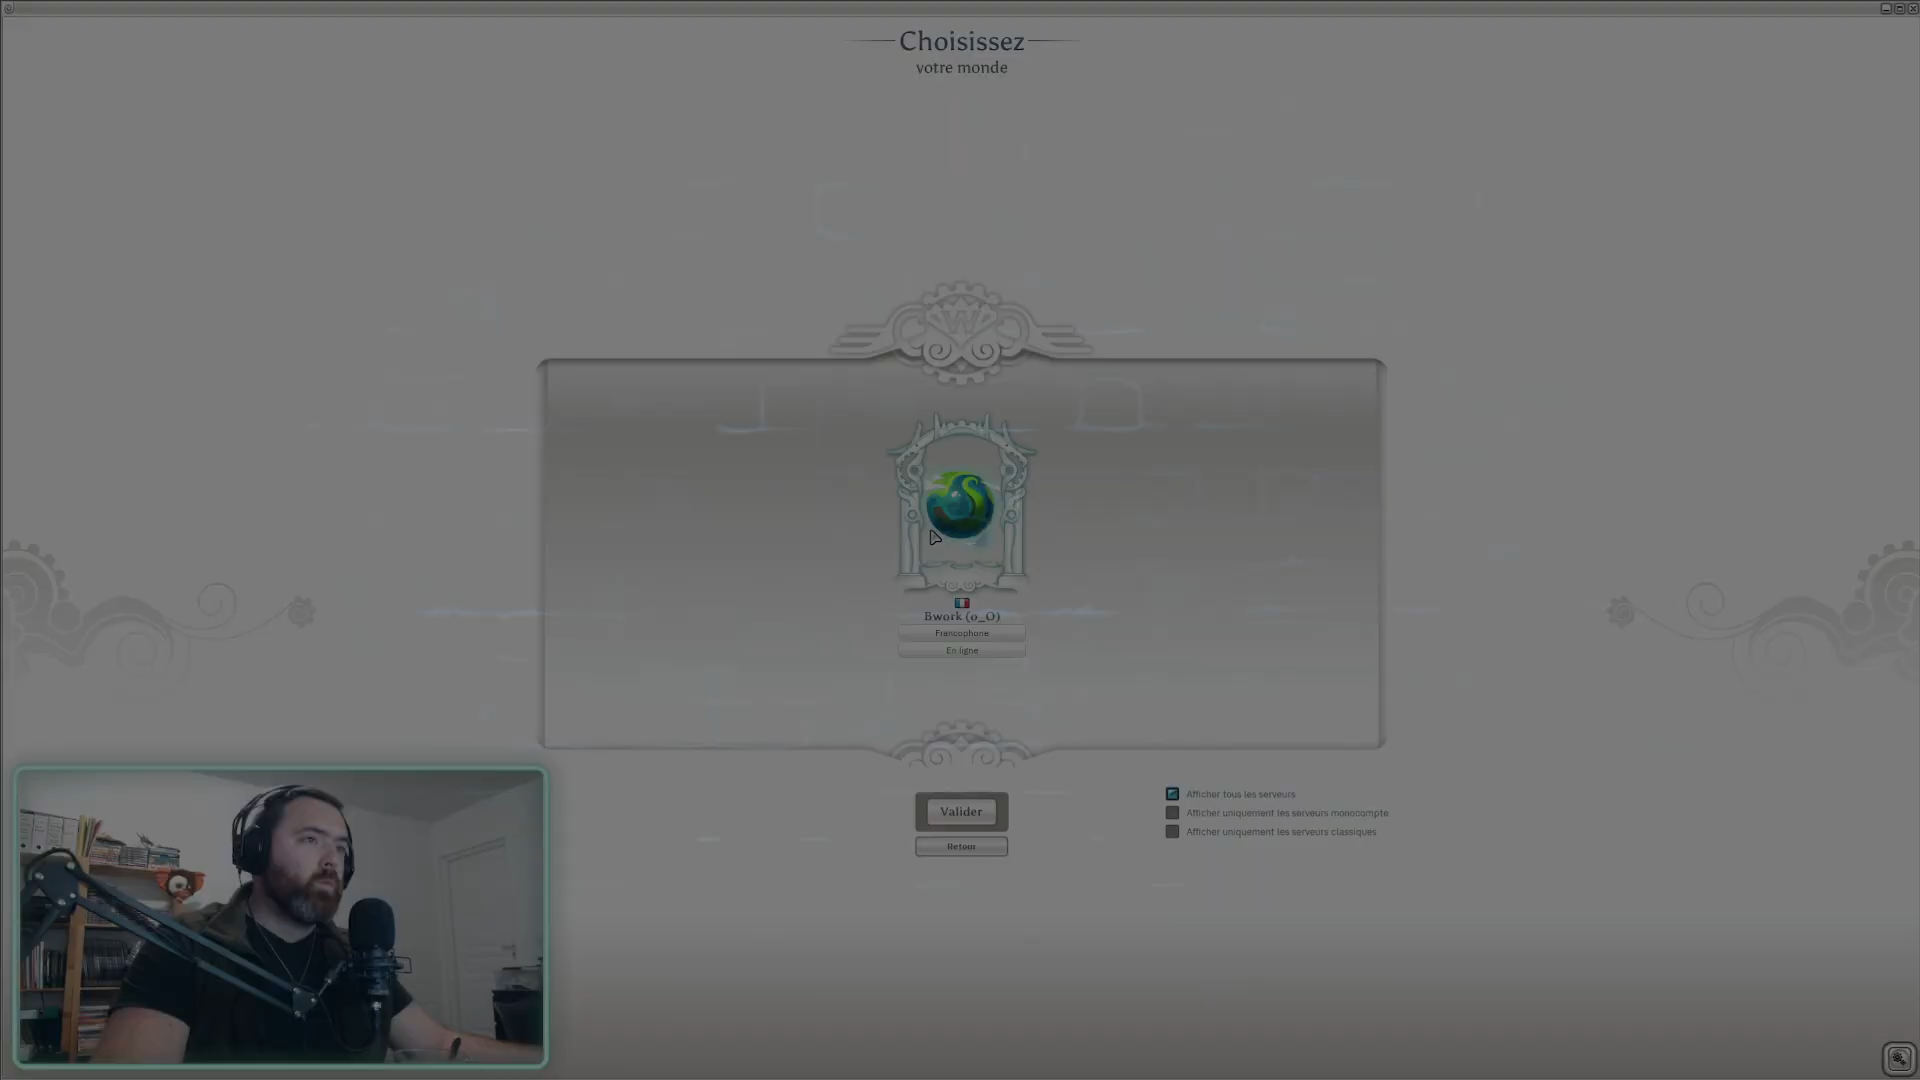 Choisissez
votre monde
W
Bwork (o_O)
Francophone
En ligne
Valider
Retour
Afficher tous les serveurs
Afficher uniquement les serveurs monocompte
Afficher uniquement les serveurs classiques